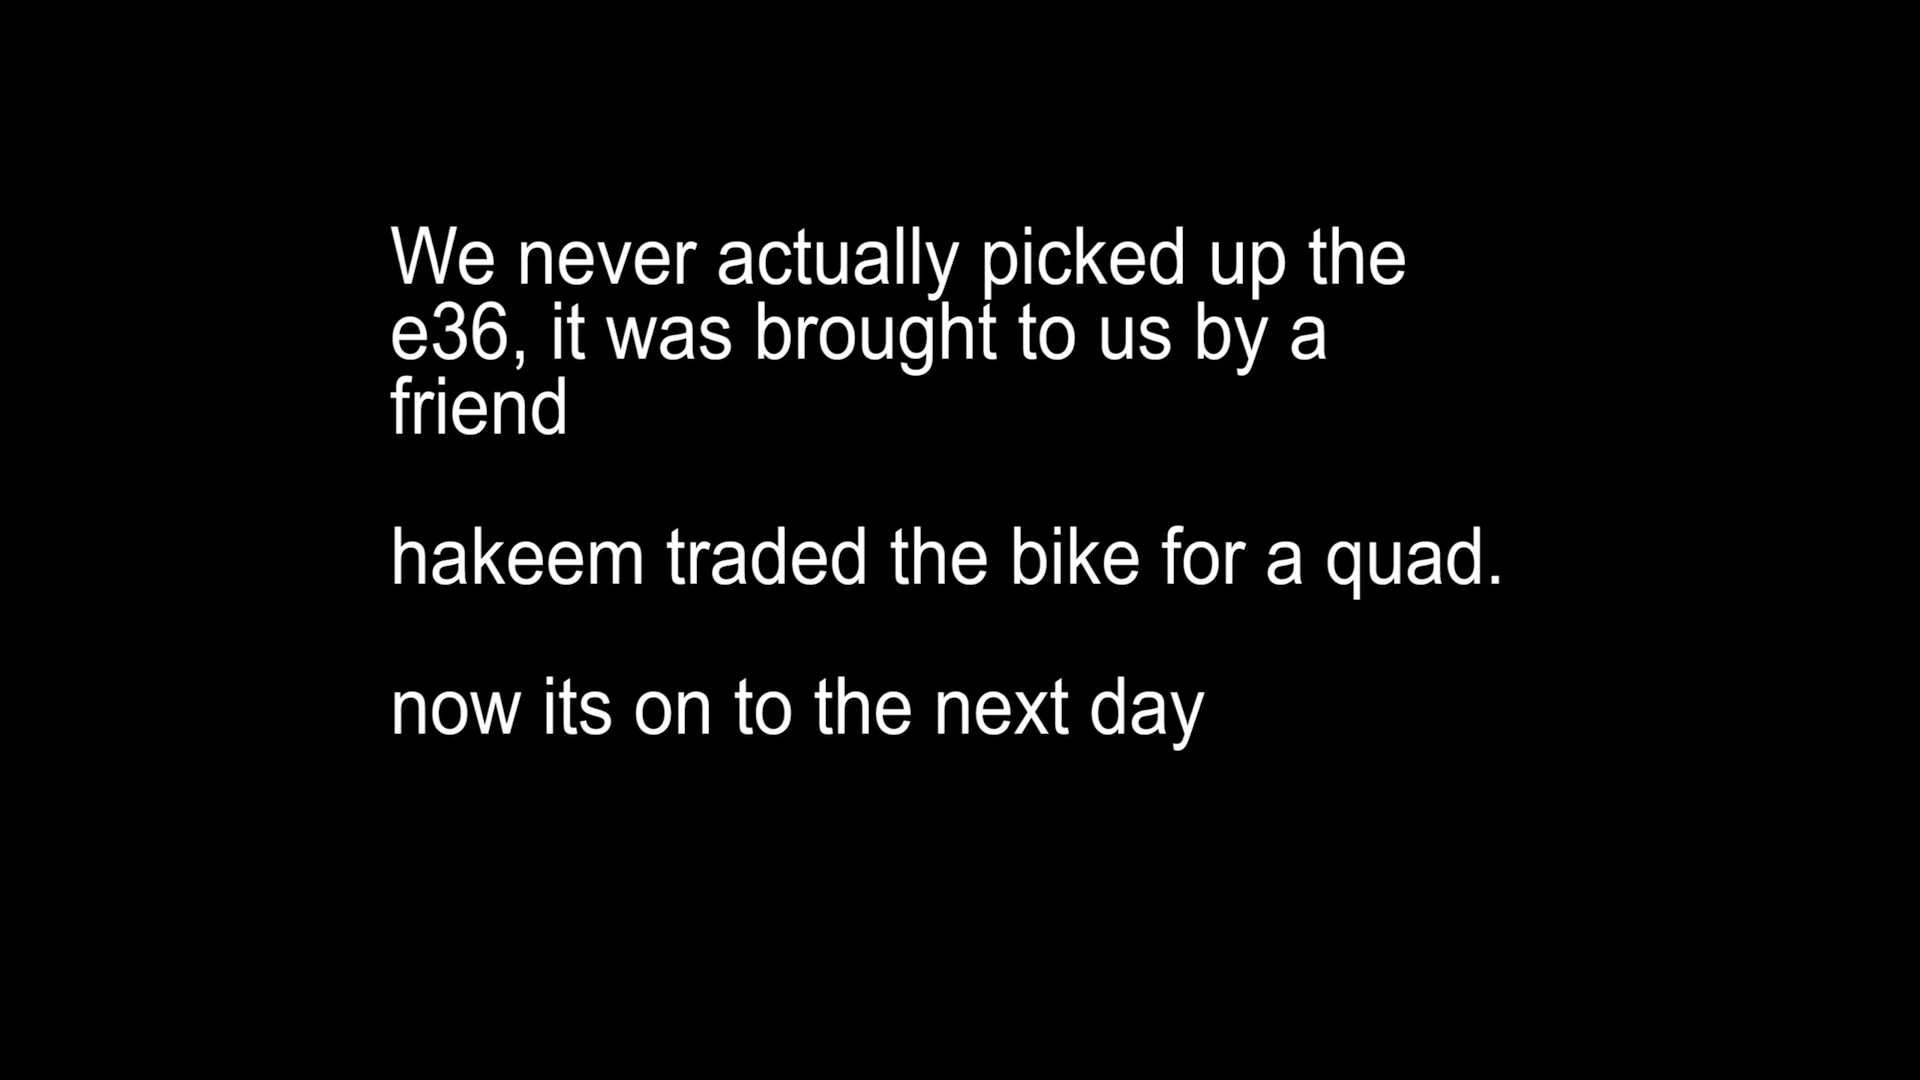 We never actually picked up the
e36, it was brought to us by a
friend
hakeem traded the bike for a quad.
now its on to the next day